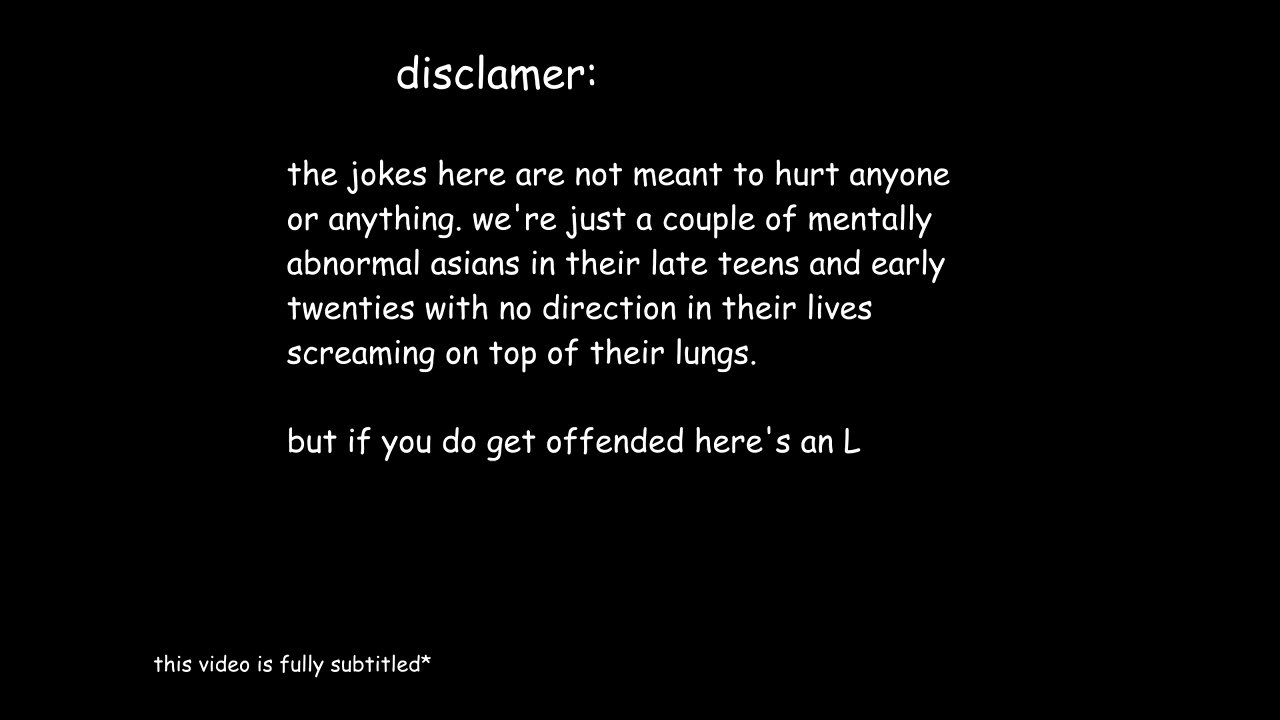 disclamer:
the jokes here are not meant to hurt anyone
or anything. we're just a couple of mentally
abnormal asians in their late teens and early
twenties with no direction in their lives
screaming on top of their lungs.
but if you do get offended here's an L
this video is fully subtitled*